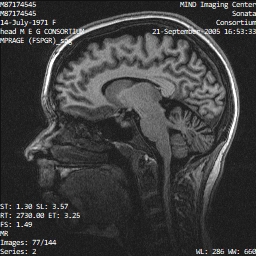 M87174545
M87174545
14-July-1971 F
head M E G CONSORTIUM
MPRAGE (FSPGR)_sag
MIND Imaging Center
Sonata
Consortium
21-September-2005 16:53:33
ST: 1.30 SL: 3.57
RT: 2730.00 ET: 3.25
FS: 1.49
MR
Images: 77/144
Series: 2
WL: 286 WW: 660